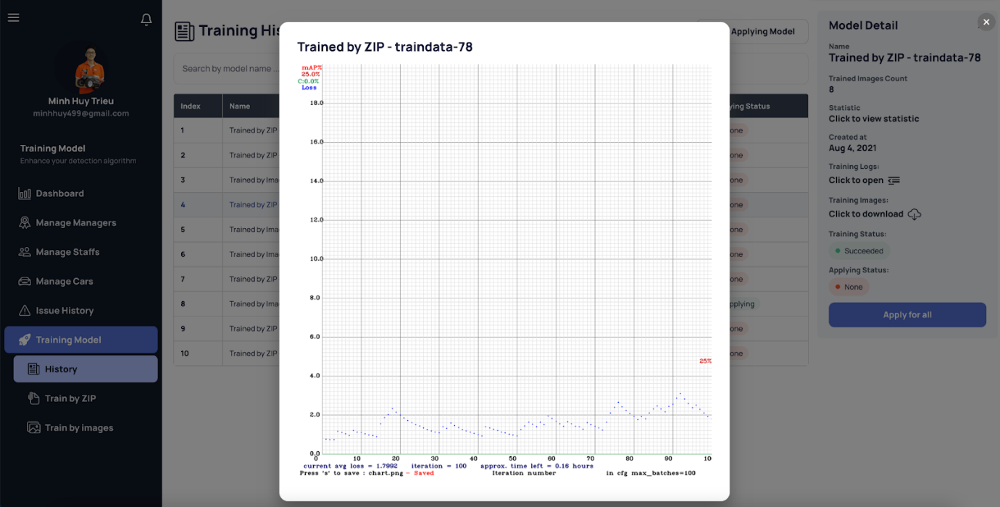 Minh Huy Trieu
minhhuy499@gmail.com
Training Model
Enhance your detection algorithm
Dashboard
Manage Managers
Manage Staffs
Manage Cars
Issue History
Training Model
History
Train by ZIP
Train by images
Training His
Applying Model
Search by model name ...
Index Name ying Status
1 Trained by ZIP one
2 Trained by ZIP one
3 Trained by Ima one
4 Trained by ZIP one
5 Trained by Ima one
6 Trained by Ima one
7 Trained by ZIP one
8 Trained by Ima pplying
9 Trained by ZIP one
10 Trained by ZIP one
Trained by ZIP - traindata-78
mAP%
25.0%
C:0.0%
Loss
18.0
16.0
14.0
12.0
10.0
8.0
6.0
25%
4.0
2.0
0.0
0 10 20 30 40 50 60 70 80 90 10
current avg loss = 1.7992 iteration = 100 approx. time left = 0.16 hours
Press 's' to save : chart.png - Saved Iteration number in cfg max_batches=100
Model Detail
Name
Trained by ZIP - traindata-78
Trained Images Count
8
Statistic
Click to view statistic
Created at
Aug 4, 2021
Training Logs:
Click to open
Training Images:
Click to download
Training Status:
Succeeded
Applying Status:
None
Apply for all